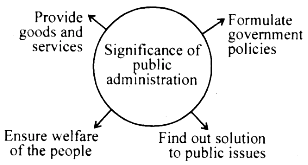 Provide
goods and
services
Formulate
government
policies
Significance of
public
administration
Ensure welfare
of the people
Find out solution
to public issues